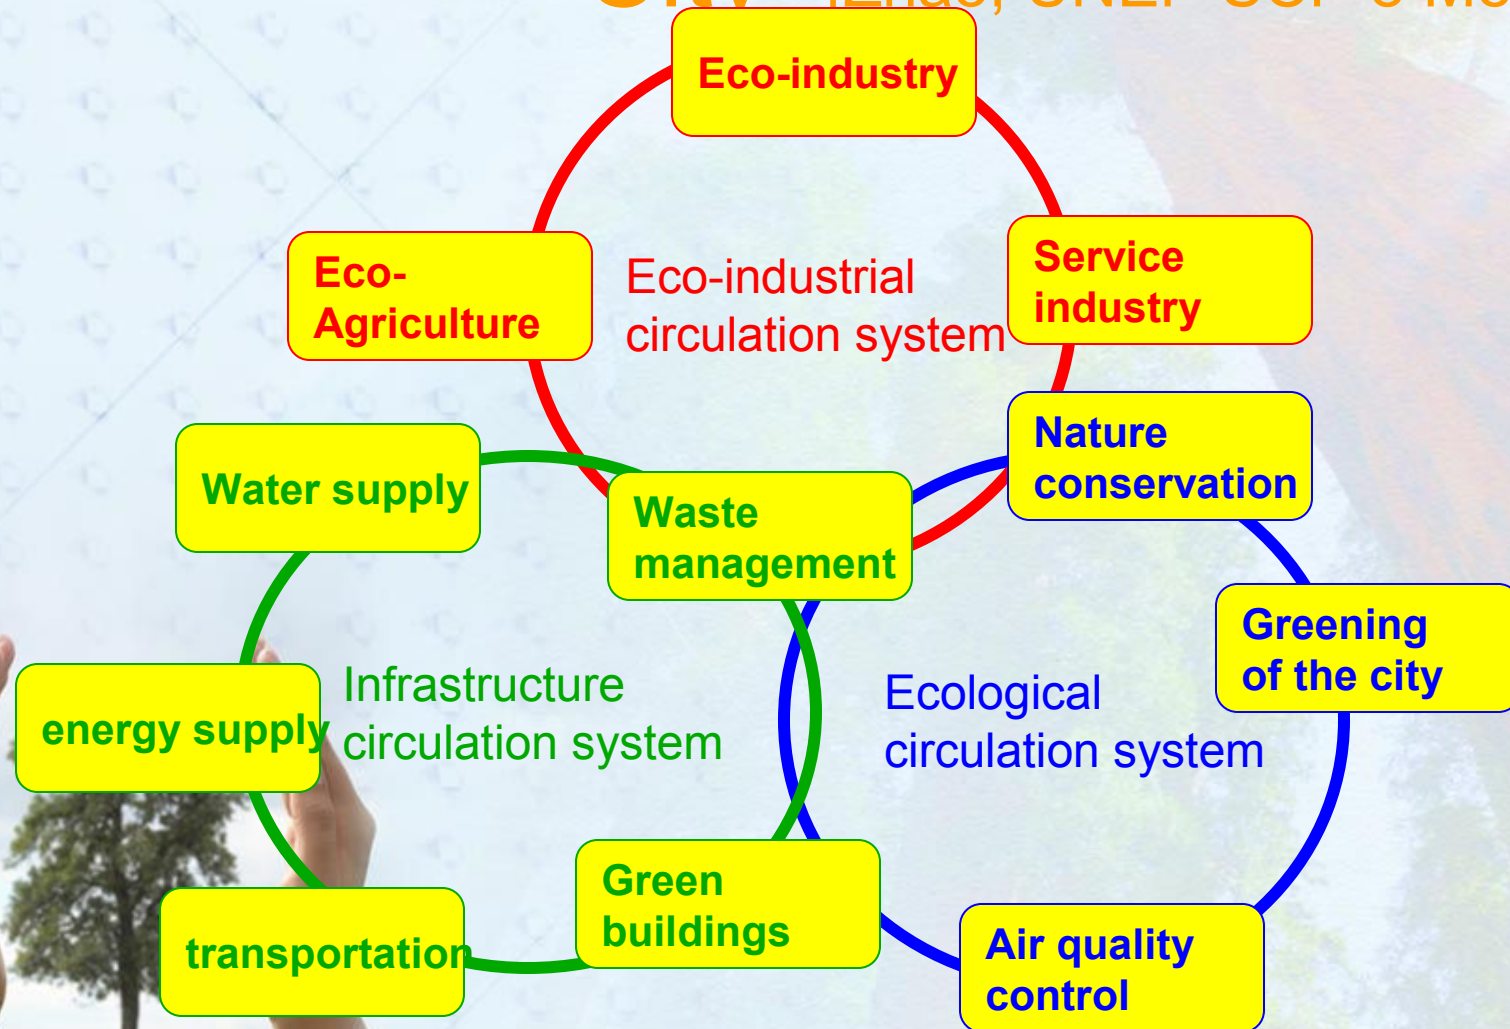 City
Eco-industry
Eco-
Agriculture
Eco-industrial
circulation system
Service
industry
Nature
conservation
Water supply
Waste
management
Greening
of the city
energy supply
Infrastructure
circulation system
Ecological
circulation system
Green
buildings
transportation
Air quality
control